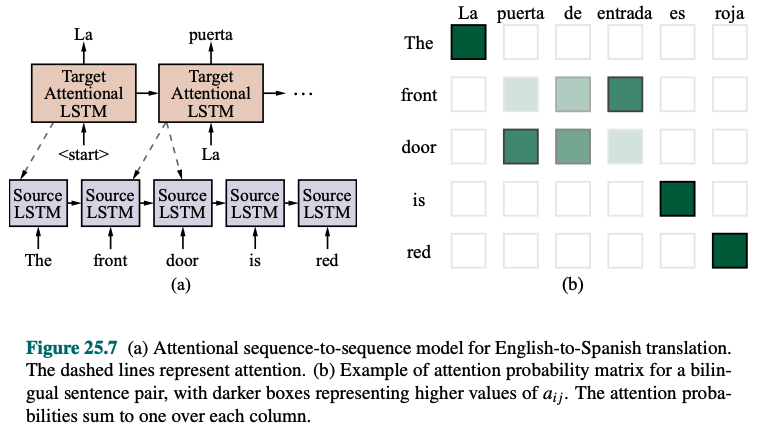 La
puerta
Target
Attentional
LSTM
Target
Attentional
LSTM
...
<start>
La
Source
LSTM
Source
LSTM
Source
LSTM
Source
LSTM
Source
LSTM
The front door is red
(a)
La puerta de entrada es roja
The
front
door
is
red
(b)
Figure 25.7 (a) Attentional sequence-to-sequence model for English-to-Spanish translation.
The dashed lines represent attention. (b) Example of attention probability matrix for a bilin-
gual sentence pair, with darker boxes representing higher values of aij. The attention proba-
bilities sum to one over each column.